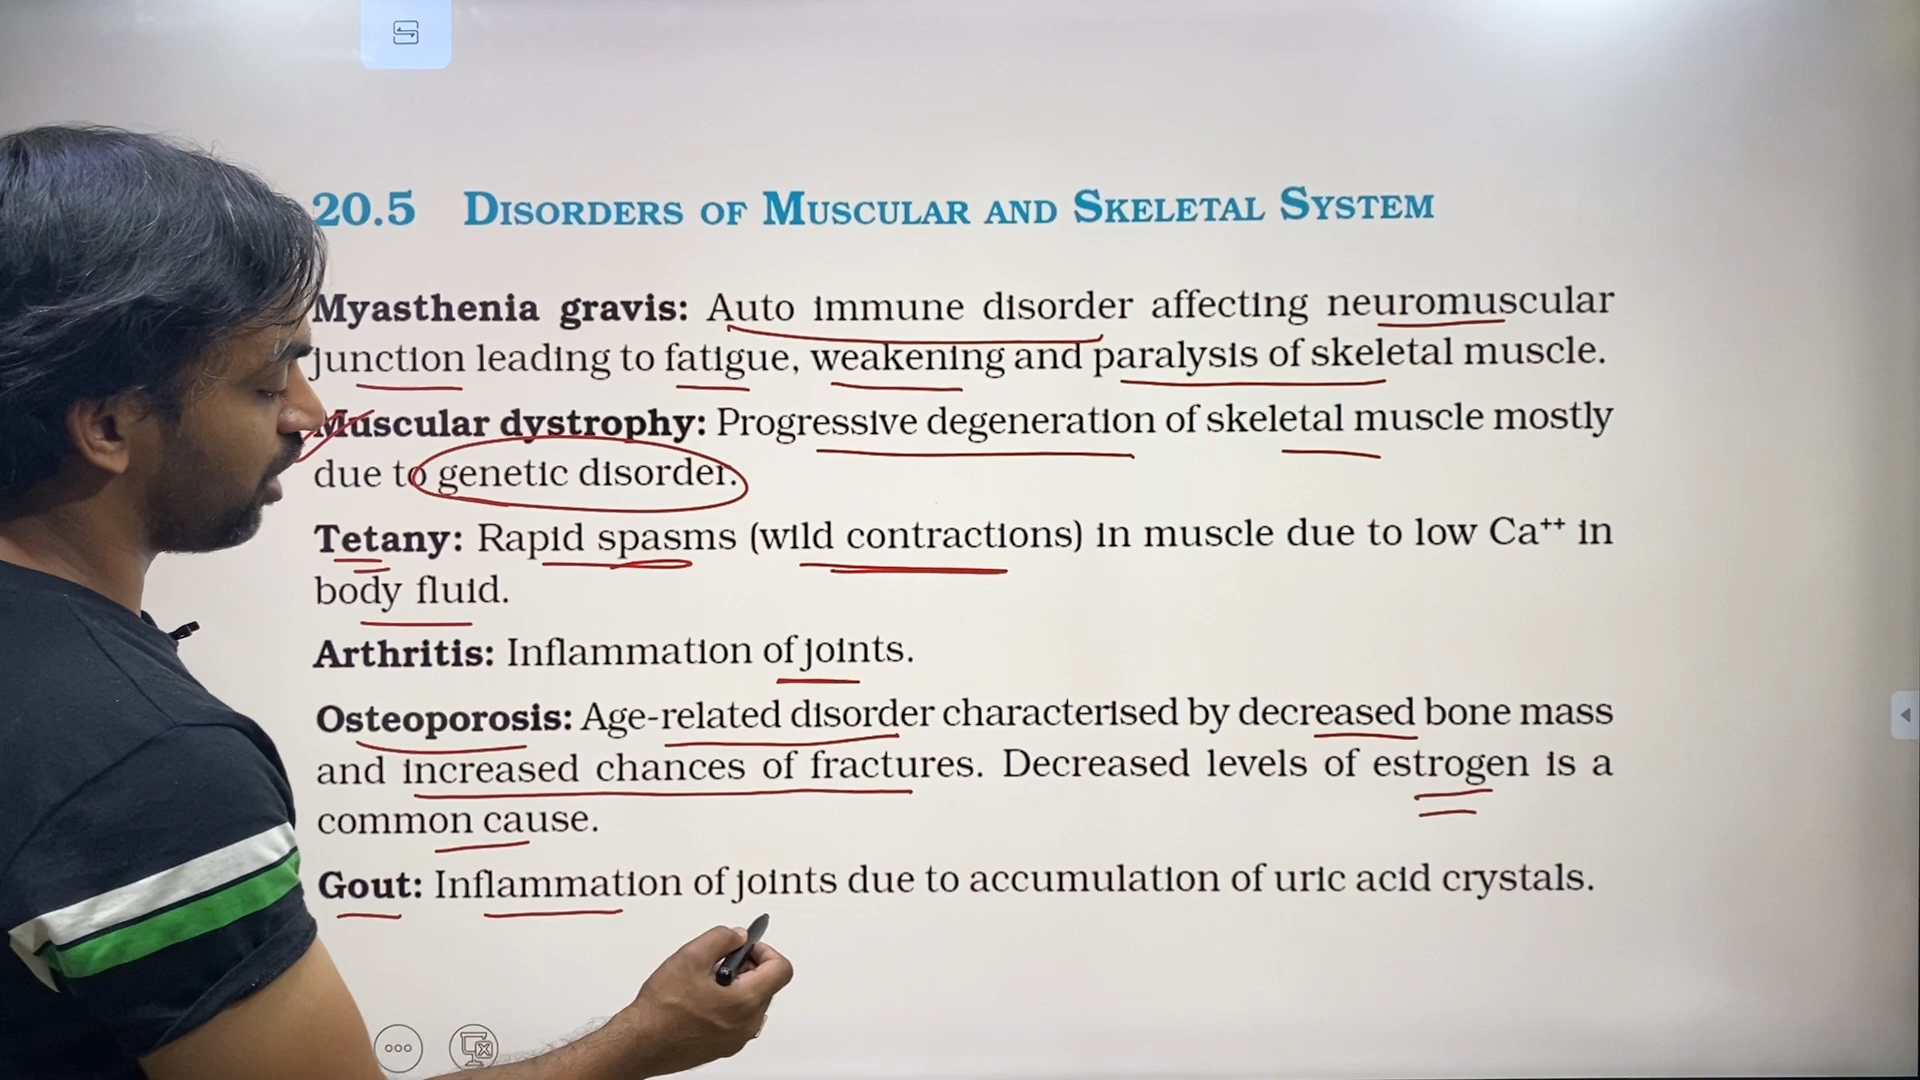 20.5 DISORDERS OF MUSCULAR AND SKELETAL SYSTEM
Myasthenia gravis: Auto immune disorder affecting neuromuscular
junction leading to fatigue, weakening and paralysis of skeletal muscle.
Muscular dystrophy: Progressive degeneration of skeletal muscle mostly
due to genetic disorder.
Tetany: Rapid spasms (wild contractions) in muscle due to low Ca⁺⁺ in
body fluid.
Arthritis: Inflammation of joints.
Osteoporosis: Age-related disorder characterised by decreased bone mass
and increased chances of fractures. Decreased levels of estrogen is a
common cause.
Gout: Inflammation of joints due to accumulation of uric acid crystals.